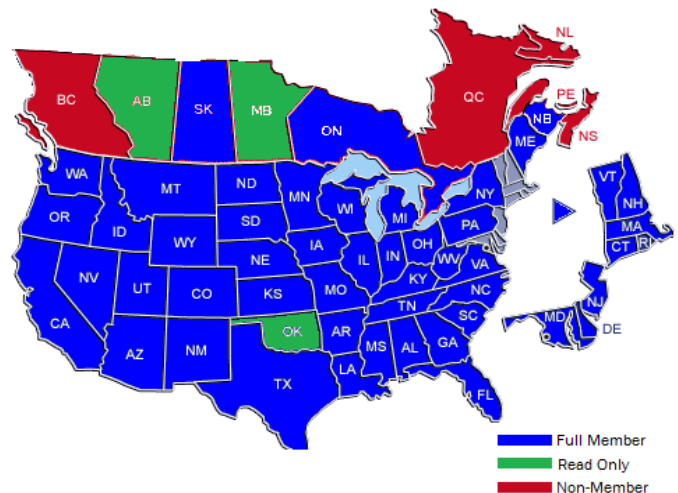 NL
BC
AB
SK
MB
ON
QC
PE
NB
NS
ME
WA
MT
ND
MN
WI
MI
NY
VT
NH
MA
CT
RI
OR
ID
WY
SD
IA
NE
IL
IN
OH
PA
WV
VA
NV
UT
CO
KS
MO
KY
NC
NJ
MD
DE
CA
AZ
NM
OK
AR
TN
SC
MS
AL
GA
TX
LA
FL
Full Member
Read Only
Non-Member